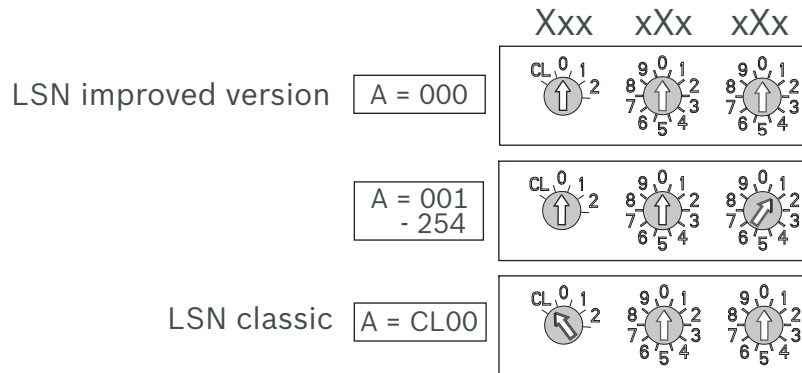 Xxx xXx xXx
LSN improved version
A = 000
CL 0 1 2
9 0 1 2 3 4 5 6 7 8
9 0 1 2 3 4 5 6 7 8
A = 001
- 254
CL 0 1 2
9 0 1 2 3 4 5 6 7 8
9 0 1 2 3 4 5 6 7 8
LSN classic
A = CL00
CL 0 1 2
9 0 1 2 3 4 5 6 7 8
9 0 1 2 3 4 5 6 7 8